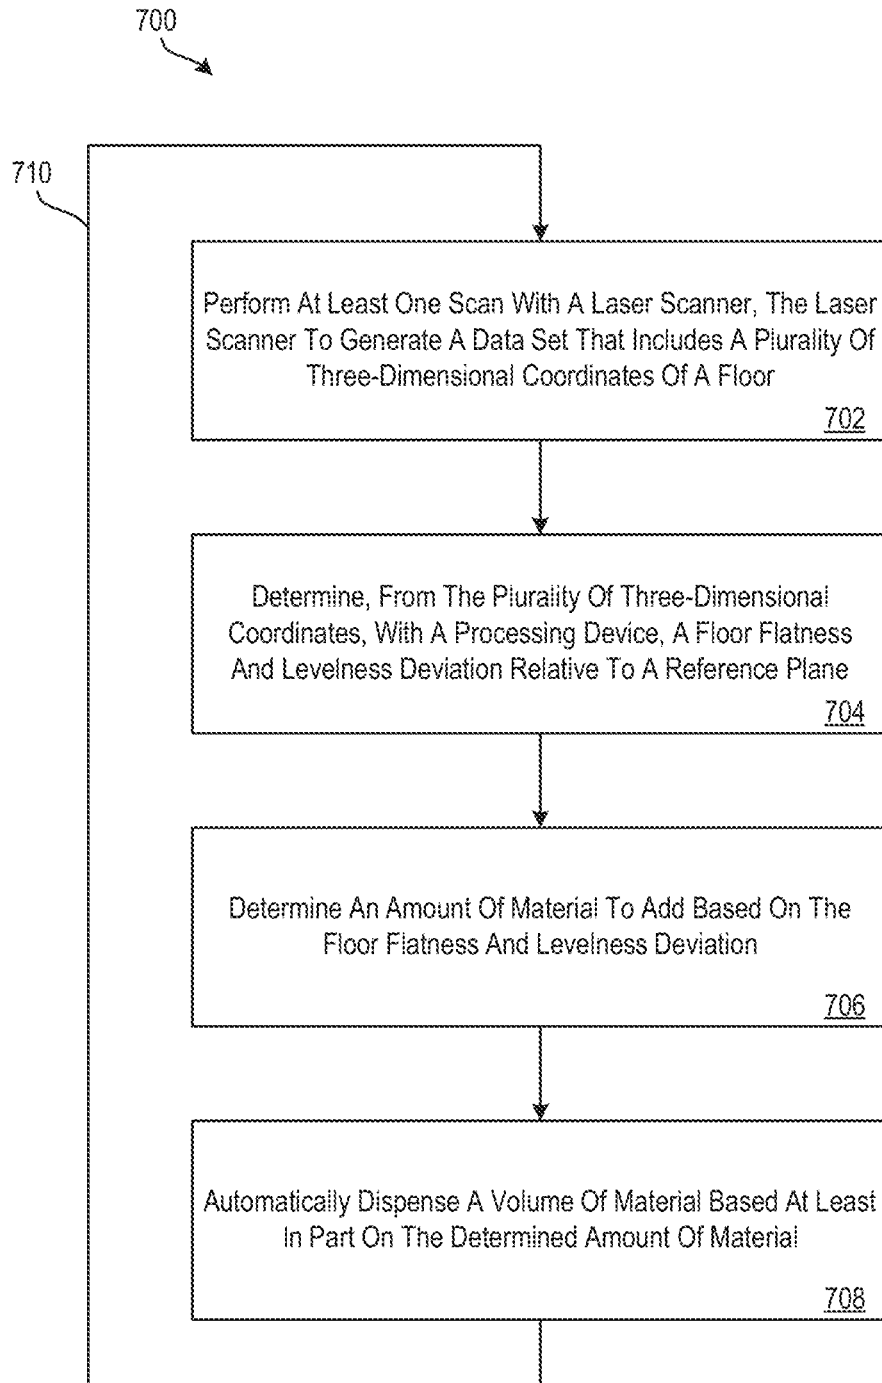 700
710
Perform At Least One Scan With A Laser Scanner, The Laser
Scanner To Generate A Data Set That Includes A Plurality Of
Three-Dimensional Coordinates Of A Floor
702
Determine, From The Plurality Of Three-Dimensional
Coordinates, With A Processing Device, A Floor Flatness
And Levelness Deviation Relative To A Reference Plane
704
Determine An Amount Of Material To Add Based On The
Floor Flatness And Levelness Deviation
706
Automatically Dispense A Volume Of Material Based At Least
In Part On The Determined Amount Of Material
708